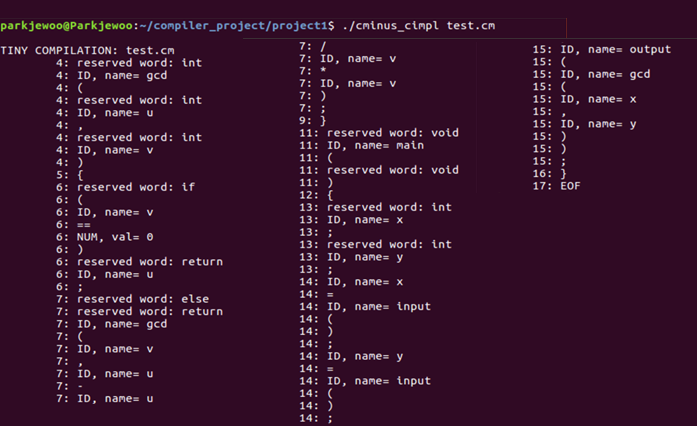 parkjewoo@Parkjewoo:~/compiler_project/project1$ ./cminus_cimpl test.cm
TINY COMPILATION: test.cm
4: reserved word: int
4: ID, name= gcd
4: (
4: reserved word: int
4: ID, name= u
4: ,
4: reserved word: int
4: ID, name= v
4: )
5: {
6: reserved word: if
6: (
6: ID, name= v
6: ==
6: NUM, val= 0
6: )
6: reserved word: return
6: ID, name= u
6: ;
7: reserved word: else
7: reserved word: return
7: ID, name= gcd
7: (
7: ID, name= v
7: ,
7: ID, name= u
7: -
7: ID, name= u
7: /
7: ID, name= v
7: *
7: ID, name= v
7: )
7: ;
9: }
11: reserved word: void
11: ID, name= main
11: (
11: reserved word: void
11: )
12: {
13: reserved word: int
13: ID, name= x
13: ;
13: reserved word: int
13: ID, name= y
13: ;
14: ID, name= x
14: =
14: ID, name= input
14: (
14: )
14: ;
14: ID, name= y
14: =
14: ID, name= input
14: (
14: )
14: ;
15: ID, name= output
15: (
15: ID, name= gcd
15: (
15: ID, name= x
15: ,
15: ID, name= y
15: )
15: )
15: ;
16: }
17: EOF